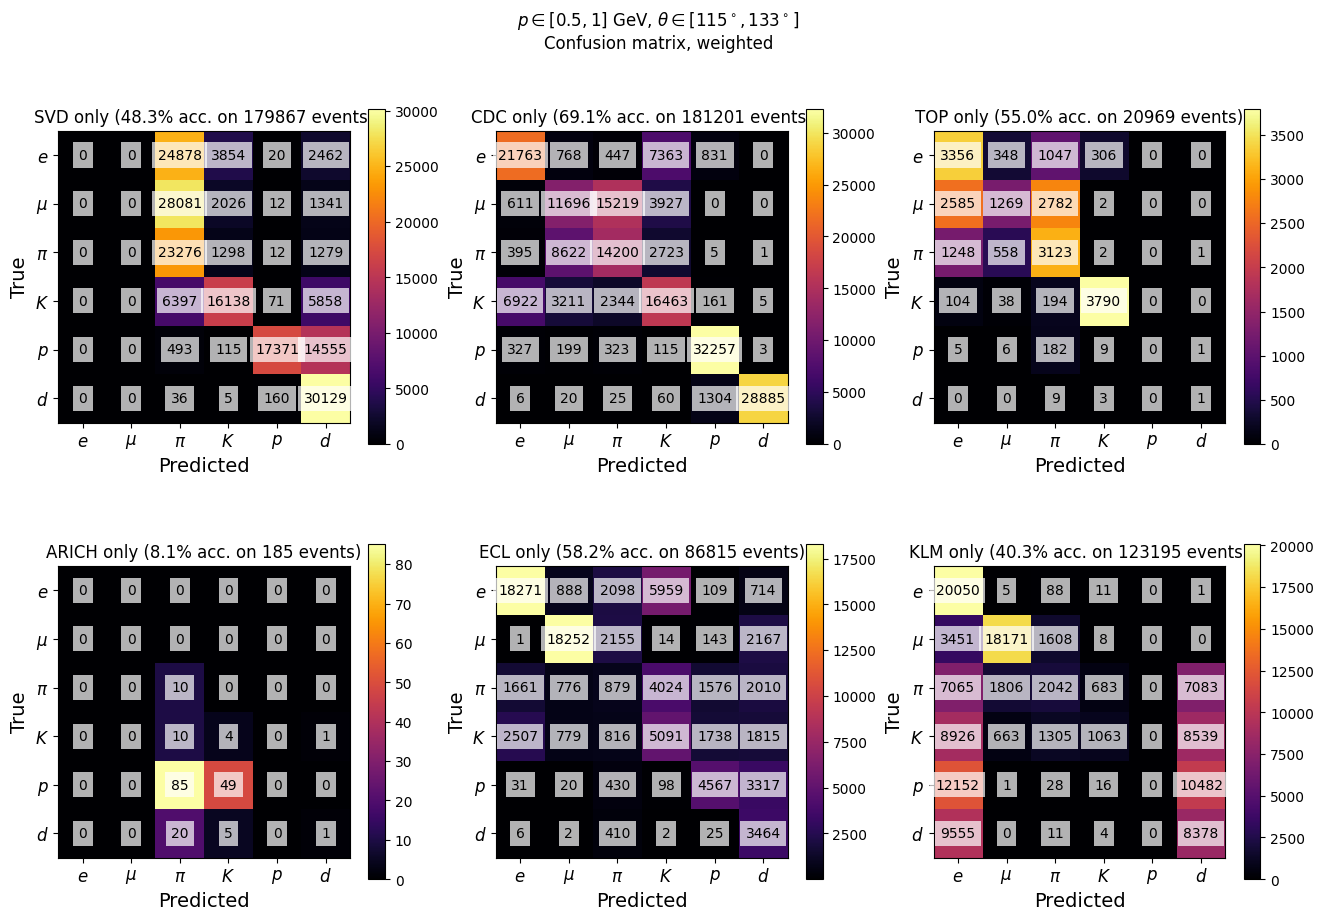 p ∈ [0.5, 1] GeV, θ ∈ [115°, 133°]
Confusion matrix, weighted
SVD only (48.3% acc. on 179867 events
True
e 0 0 24878 3854 20 2462
μ 0 0 28081 2026 12 1341
π 0 0 23276 1298 12 1279
K 0 0 6397 16138 71 5858
p 0 0 493 115 17371 14555
d 0 0 36 5 160 30129
e μ π K p d
Predicted
30000
25000
20000
15000
10000
5000
0
CDC only (69.1% acc. on 181201 events
True
e 21763 768 447 7363 831 0
μ 611 11696 15219 3927 0 0
π 395 8622 14200 2723 5 1
K 6922 3211 2344 16463 161 5
p 327 199 323 115 32257 3
d 6 20 25 60 1304 28885
e μ π K p d
Predicted
30000
25000
20000
15000
10000
5000
0
TOP only (55.0% acc. on 20969 events)
True
e 3356 348 1047 306 0 0
μ 2585 1269 2782 2 0 0
π 1248 558 3123 2 0 0
K 104 38 194 3790 0 0
p 5 6 182 9 0 1
d 0 0 9 3 0 1
e μ π K p d
Predicted
3500
3000
2500
2000
1500
1000
500
0
ARICH only (8.1% acc. on 185 events)
True
e 0 0 0 0 0 0
μ 0 0 0 0 0 0
π 0 0 10 0 0 0
K 0 0 10 4 0 1
p 0 0 85 49 0 0
d 0 0 20 5 0 1
e μ π K p d
Predicted
80
70
60
50
40
30
20
10
0
ECL only (58.2% acc. on 86815 events)
True
e 18271 888 2098 5959 109 714
μ 1 18252 2155 14 143 2167
π 1661 776 879 4024 1576 2010
K 2507 779 816 5091 1738 1815
p 31 20 430 98 4567 3317
d 6 2 410 2 25 3464
e μ π K p d
Predicted
17500
15000
12500
10000
7500
5000
2500
KLM only (40.3% acc. on 123195 events
True
e 20050 5 88 11 0 1
μ 3451 18171 1608 8 0 0
π 7065 1806 2042 683 0 7083
K 8926 663 1305 1063 0 8539
p 12152 1 28 16 0 10482
d 9555 0 11 4 0 8378
e μ π K p d
Predicted
20000
17500
15000
12500
10000
7500
5000
2500
0